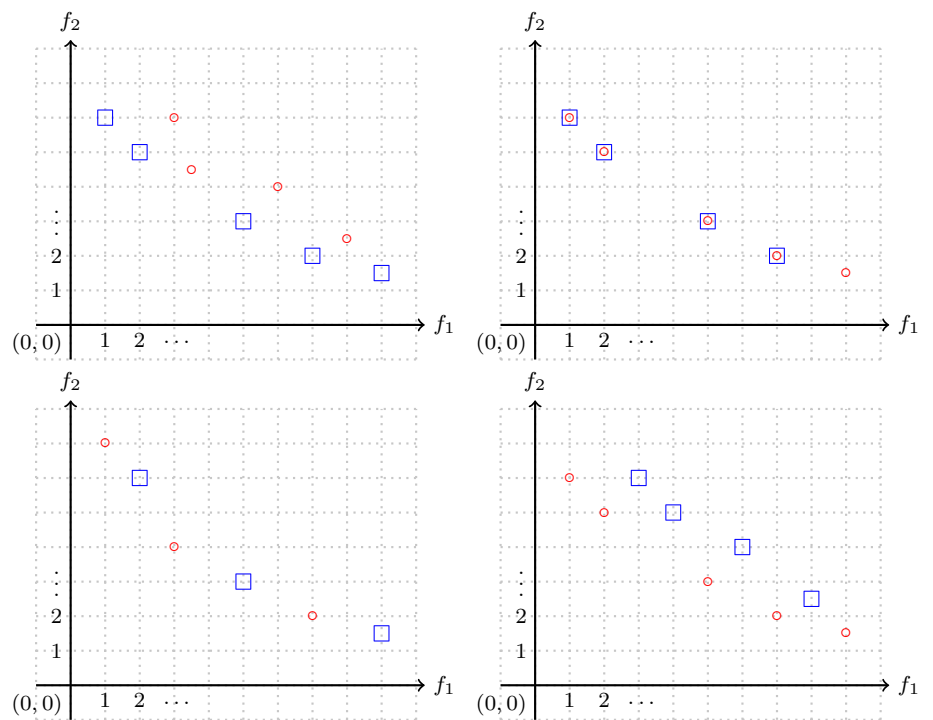 f₂ f₂
⋮ ⋮
2 2
1 1
f₁ f₁
(0, 0) 1 2 ⋯ (0, 0) 1 2 ⋯
f₂ f₂
⋮ ⋮
2 2
1 1
f₁ f₁
(0, 0) 1 2 ⋯ (0, 0) 1 2 ⋯